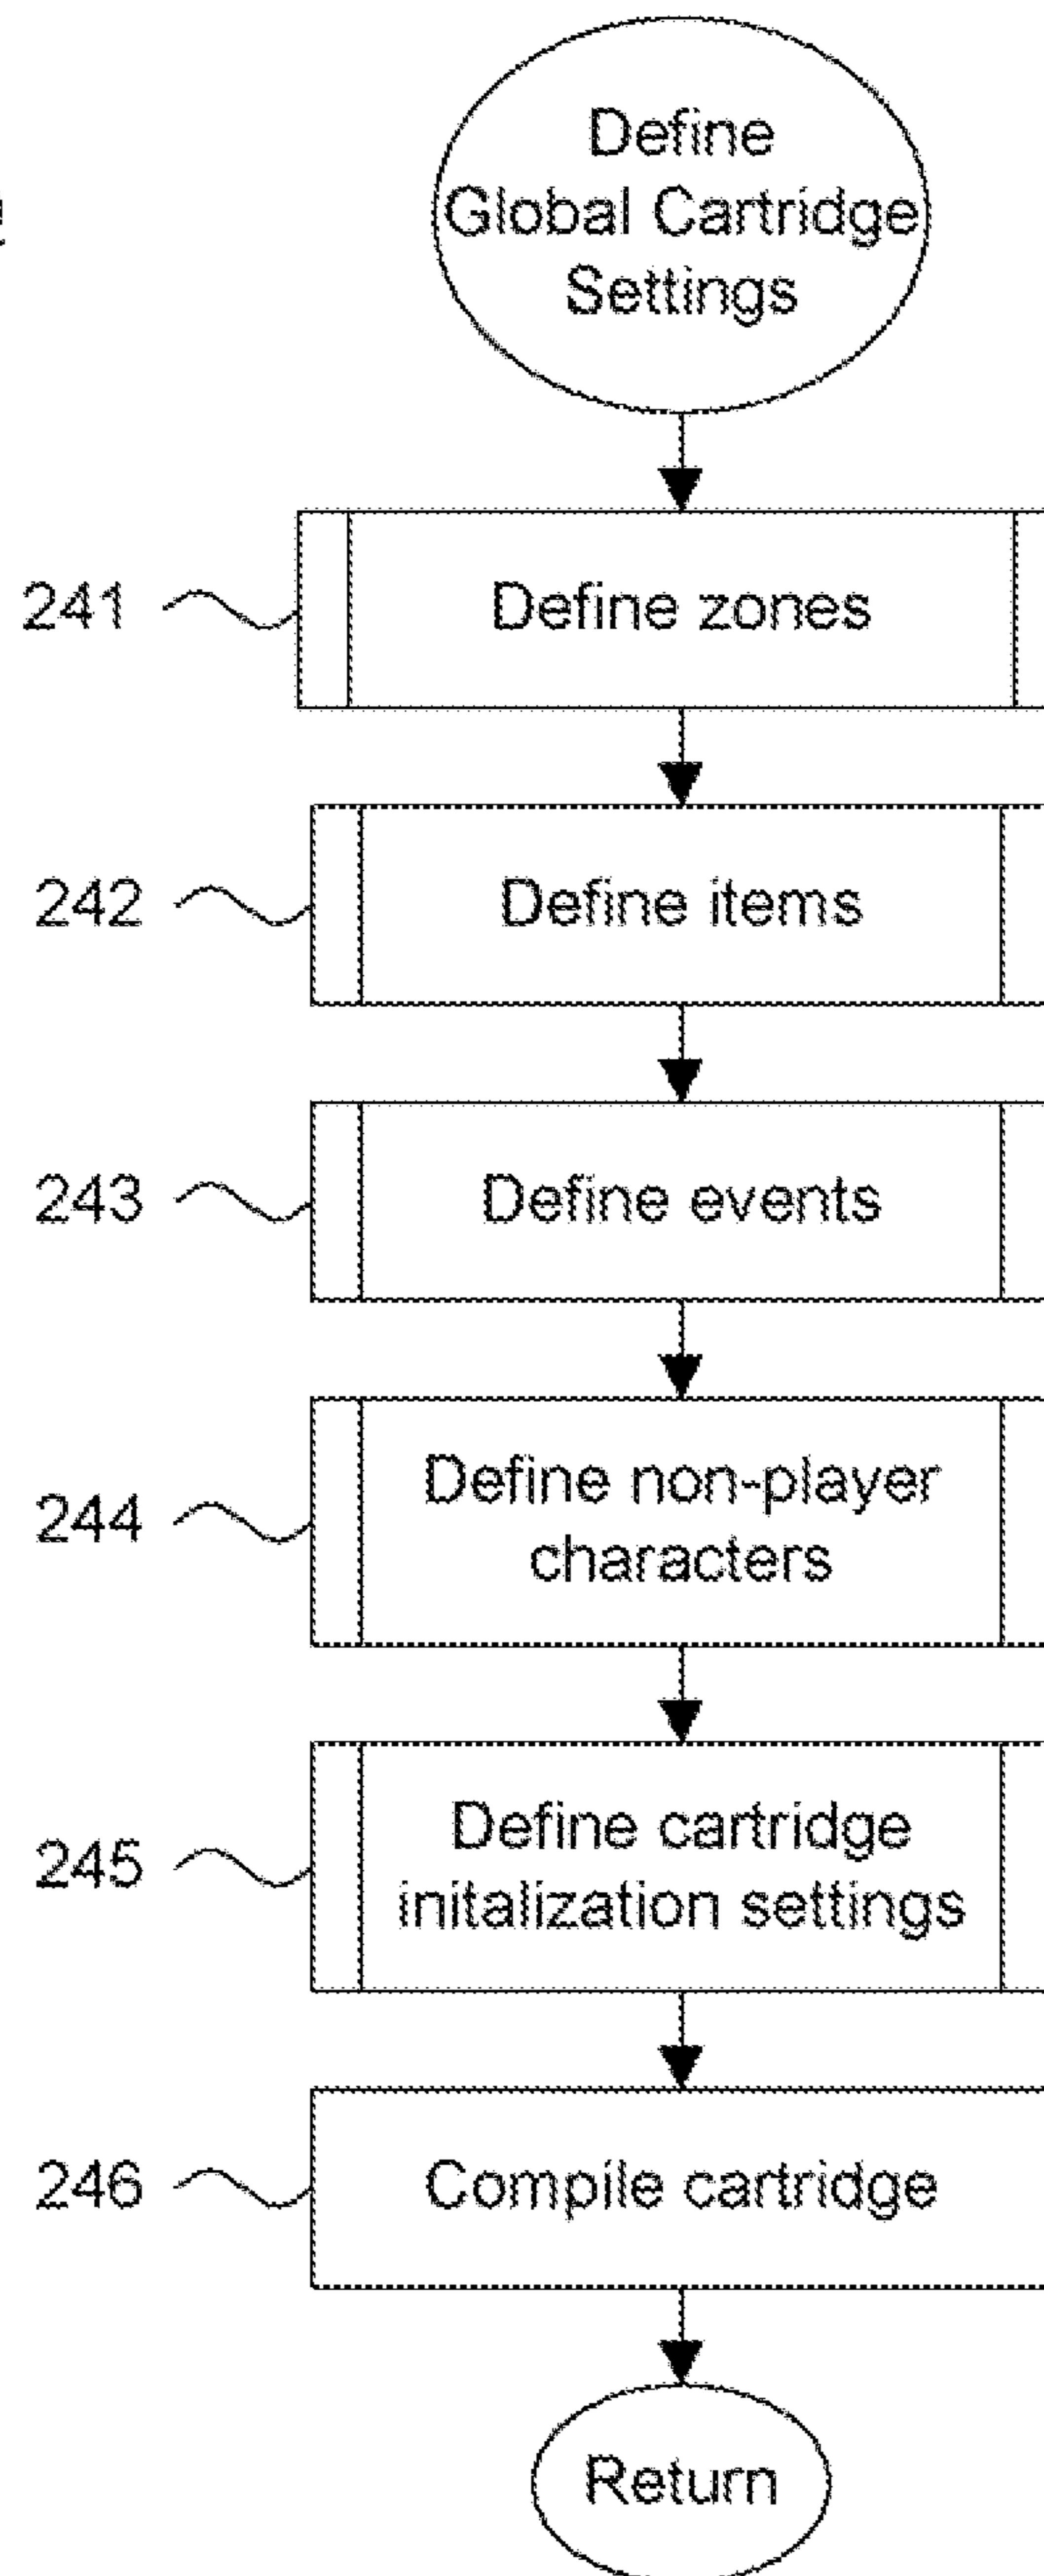 Define
Global Cartridge
Settings
241
Define zones
242
Define items
243
Define events
244
Define non-player
characters
245
Define cartridge
initalization settings
246
Compile cartridge
Return